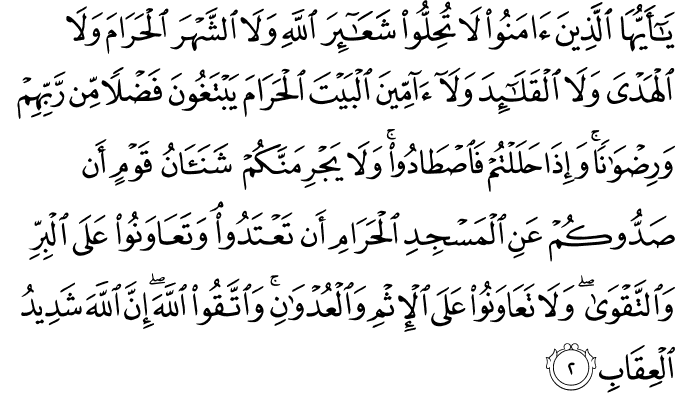 يَـٰٓأَيُّهَا ٱلَّذِينَ ءَامَنُوا۟ لَا تُحِلُّوا۟ شَعَـٰٓئِرَ ٱللَّهِ وَلَا ٱلشَّهْرَ ٱلْحَرَامَ وَلَا
ٱلْهَدْىَ وَلَا ٱلْقَلَـٰٓئِدَ وَلَآ ءَآمِّينَ ٱلْبَيْتَ ٱلْحَرَامَ يَبْتَغُونَ فَضْلًا مِّن رَّبِّهِمْ
وَرِضْوَٰنًا ۚ وَإِذَا حَلَلْتُمْ فَٱصْطَادُوا۟ ۚ وَلَا يَجْرِمَنَّكُمْ شَنَـَٔانُ قَوْمٍ أَن
صَدُّوكُمْ عَنِ ٱلْمَسْجِدِ ٱلْحَرَامِ أَن تَعْتَدُوا۟ ۘ وَتَعَاوَنُوا۟ عَلَى ٱلْبِرِّ
وَٱلتَّقْوَىٰ ۖ وَلَا تَعَاوَنُوا۟ عَلَى ٱلْإِثْمِ وَٱلْعُدْوَٰنِ ۚ وَٱتَّقُوا۟ ٱللَّهَ ۖ إِنَّ ٱللَّهَ شَدِيدُ
ٱلْعِقَابِ ٢